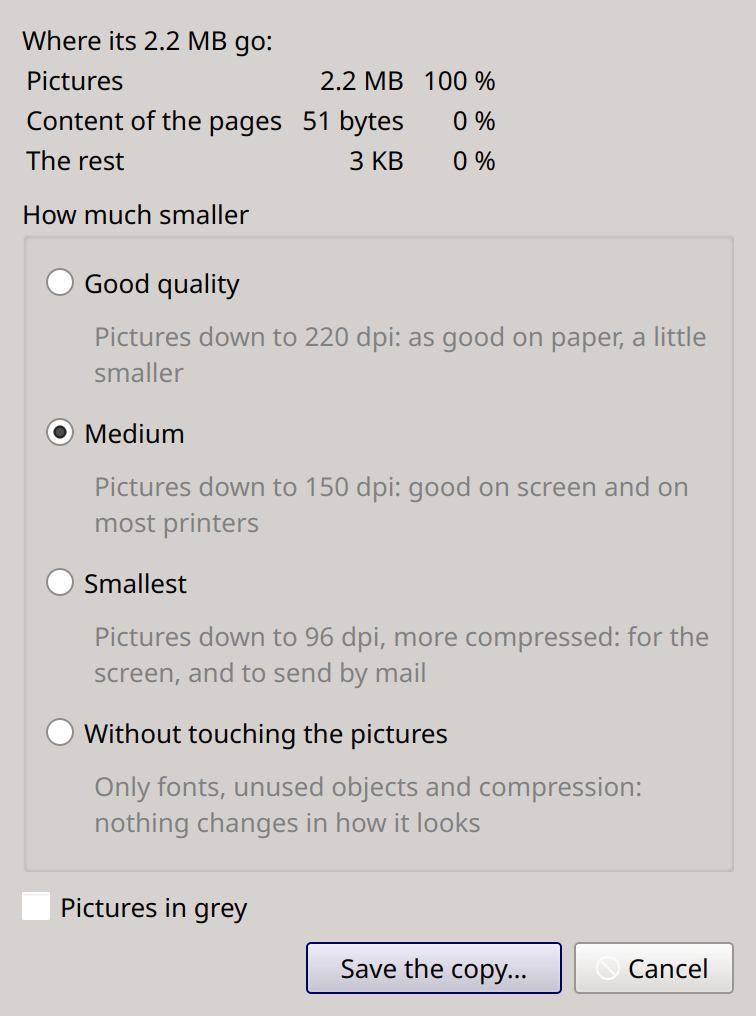 Where its 2.2 MB go:
Pictures 2.2 MB 100 %
Content of the pages 51 bytes 0 %
The rest 3 KB 0 %
How much smaller
Good quality
Pictures down to 220 dpi: as good on paper, a little
smaller
Medium
Pictures down to 150 dpi: good on screen and on
most printers
Smallest
Pictures down to 96 dpi, more compressed: for the
screen, and to send by mail
Without touching the pictures
Only fonts, unused objects and compression:
nothing changes in how it looks
Pictures in grey
Save the copy... Cancel